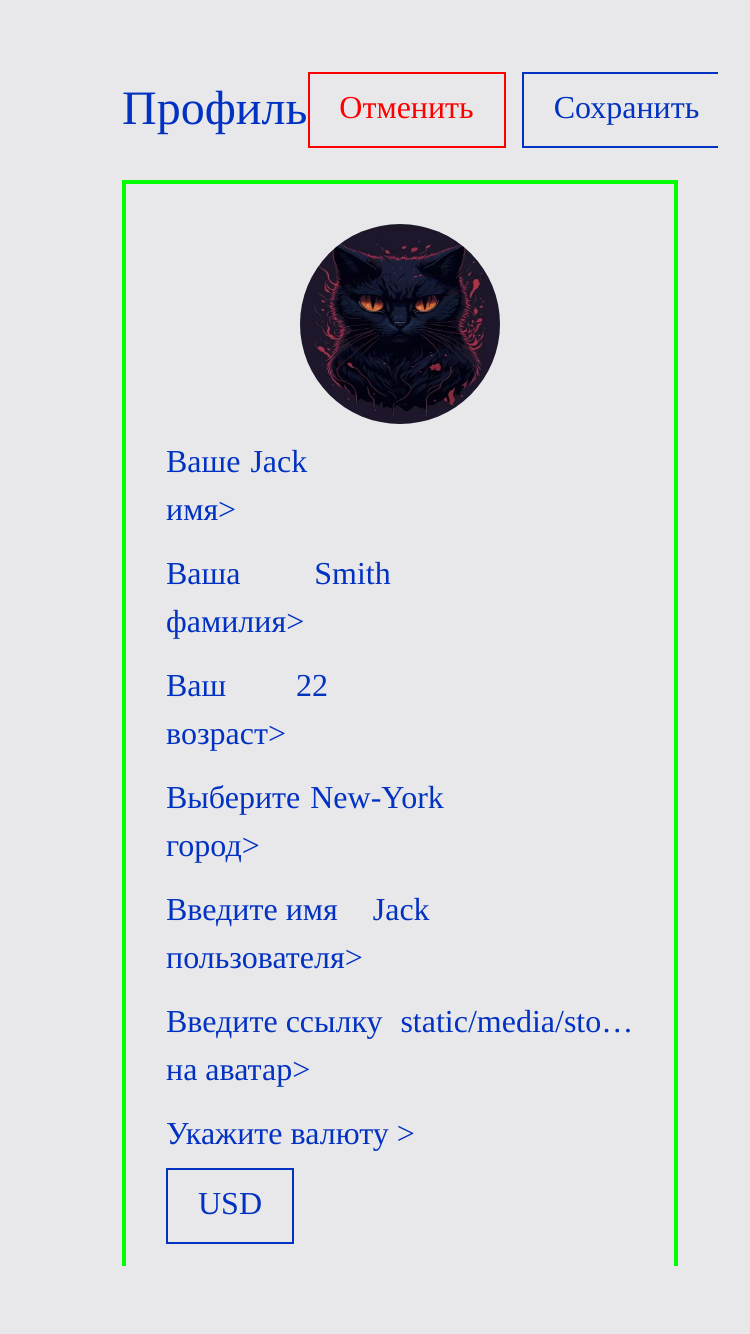 Профиль Отменить Сохранить
Ваше Jack
имя>
Ваша Smith
фамилия>
Ваш 22
возраст>
Выберите New-York
город>
Введите имя Jack
пользователя>
Введите ссылку static/media/sto…
на аватар>
Укажите валюту >
USD